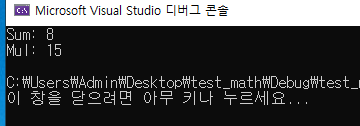 Microsoft Visual Studio 디버그 콘솔
Sum: 8
Mul: 15
C:₩Users₩Admin₩Desktop₩test_math₩Debug₩test_
이 창을 닫으려면 아무 키나 누르세요...